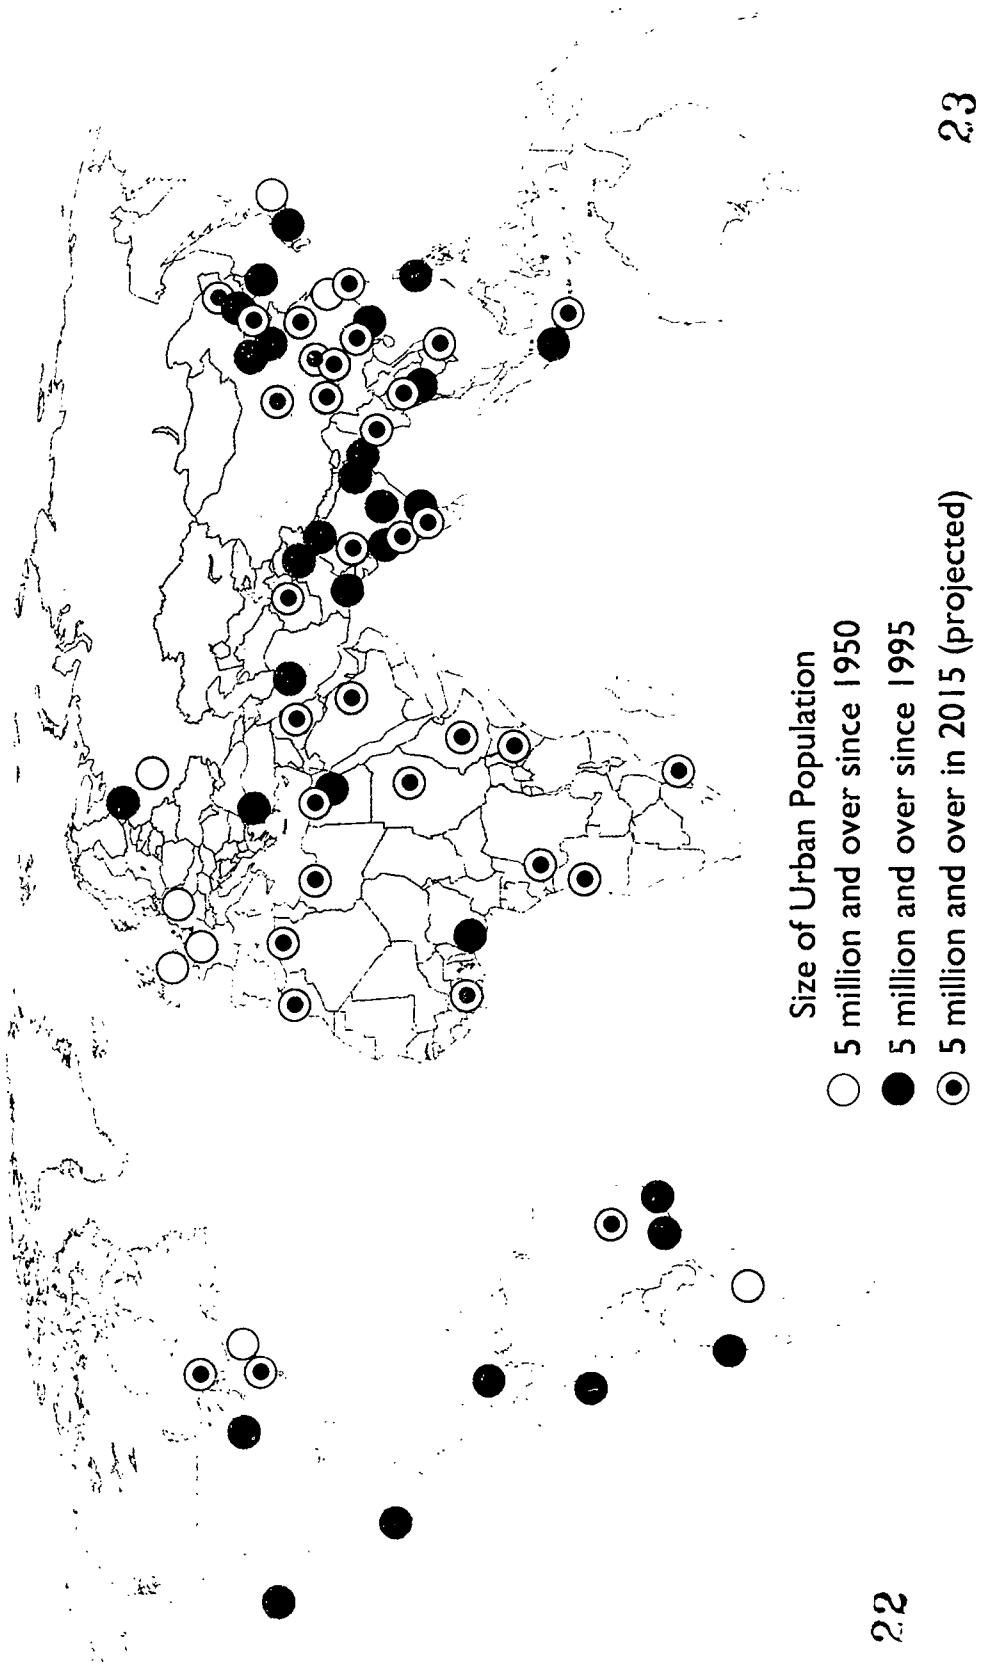 Size of Urban Population
5 million and over since 1950
5 million and over since 1995
5 million and over in 2015 (projected)
22
23